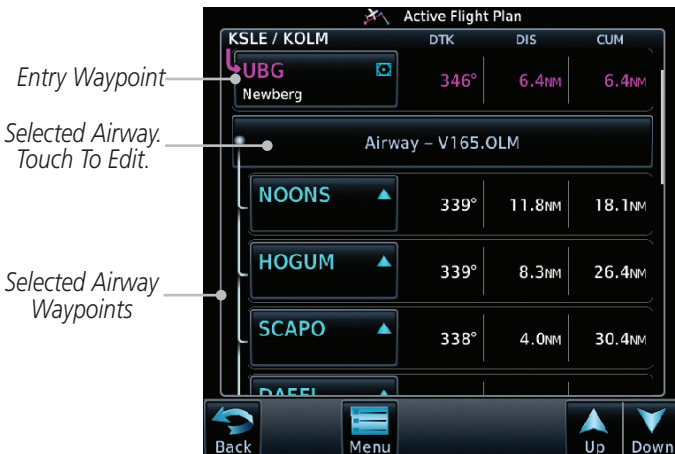 Active Flight Plan
KSLE / KOLM DTK DIS CUM
Entry Waypoint
UBG 346° 6.4NM 6.4NM
Newberg
Selected Airway.
Touch To Edit.
Airway – V165.OLM
NOONS 339° 11.8NM 18.1NM
HOGUM 339° 8.3NM 26.4NM
Selected Airway
Waypoints
SCAPO 338° 4.0NM 30.4NM
Back Menu Up Down